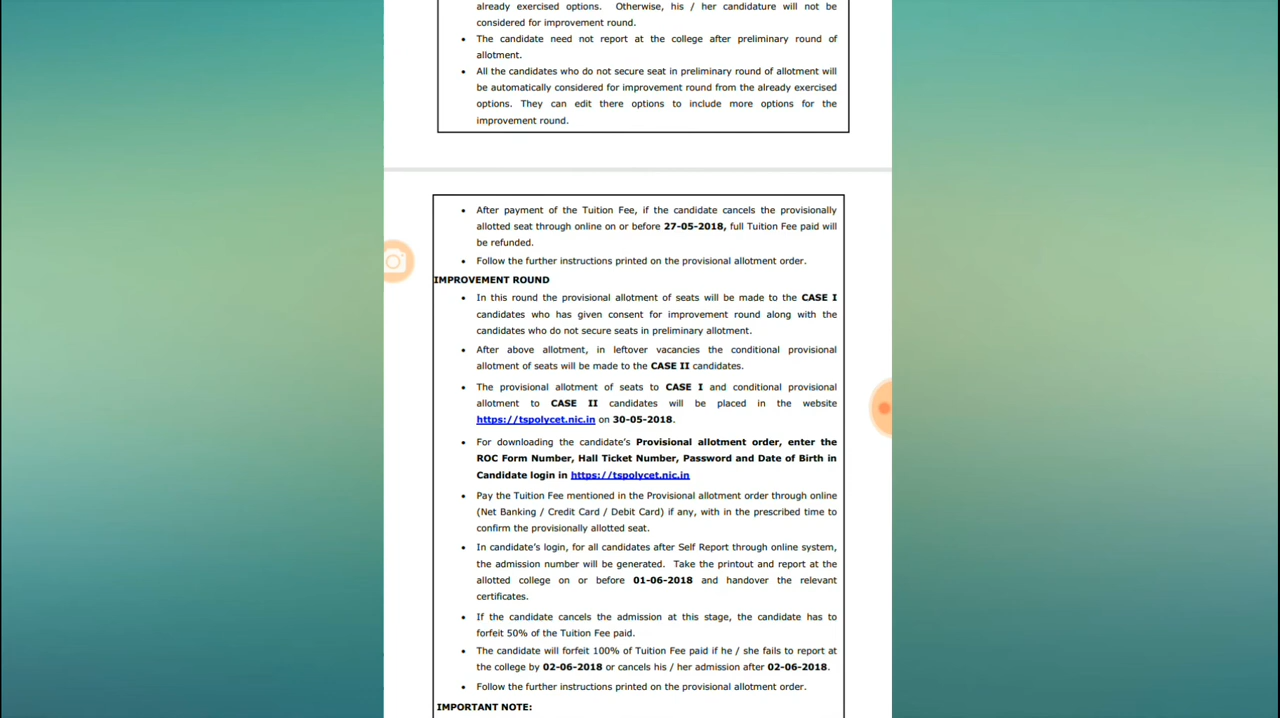 already exercised options. Otherwise, his / her candidature will not be
considered for improvement round.
• The candidate need not report at the college after preliminary round of
allotment.
• All the candidates who do not secure seat in preliminary round of allotment will
be automatically considered for improvement round from the already exercised
options. They can edit there options to include more options for the
improvement round.
• After payment of the Tuition Fee, if the candidate cancels the provisionally
allotted seat through online on or before 27-05-2018, full Tuition Fee paid will
be refunded.
• Follow the further instructions printed on the provisional allotment order.
IMPROVEMENT ROUND
• In this round the provisional allotment of seats will be made to the CASE I
candidates who has given consent for improvement round along with the
candidates who do not secure seats in preliminary allotment.
• After above allotment, in leftover vacancies the conditional provisional
allotment of seats will be made to the CASE II candidates.
• The provisional allotment of seats to CASE I and conditional provisional
allotment to CASE II candidates will be placed in the website
https://tspolycet.nic.in on 30-05-2018.
• For downloading the candidate's Provisional allotment order, enter the
ROC Form Number, Hall Ticket Number, Password and Date of Birth in
Candidate login in https://tspolycet.nic.in
• Pay the Tuition Fee mentioned in the Provisional allotment order through online
(Net Banking / Credit Card / Debit Card) if any, with in the prescribed time to
confirm the provisionally allotted seat.
• In candidate's login, for all candidates after Self Report through online system,
the admission number will be generated. Take the printout and report at the
allotted college on or before 01-06-2018 and handover the relevant
certificates.
• If the candidate cancels the admission at this stage, the candidate has to
forfeit 50% of the Tuition Fee paid.
• The candidate will forfeit 100% of Tuition Fee paid if he / she fails to report at
the college by 02-06-2018 or cancels his / her admission after 02-06-2018.
• Follow the further instructions printed on the provisional allotment order.
IMPORTANT NOTE: